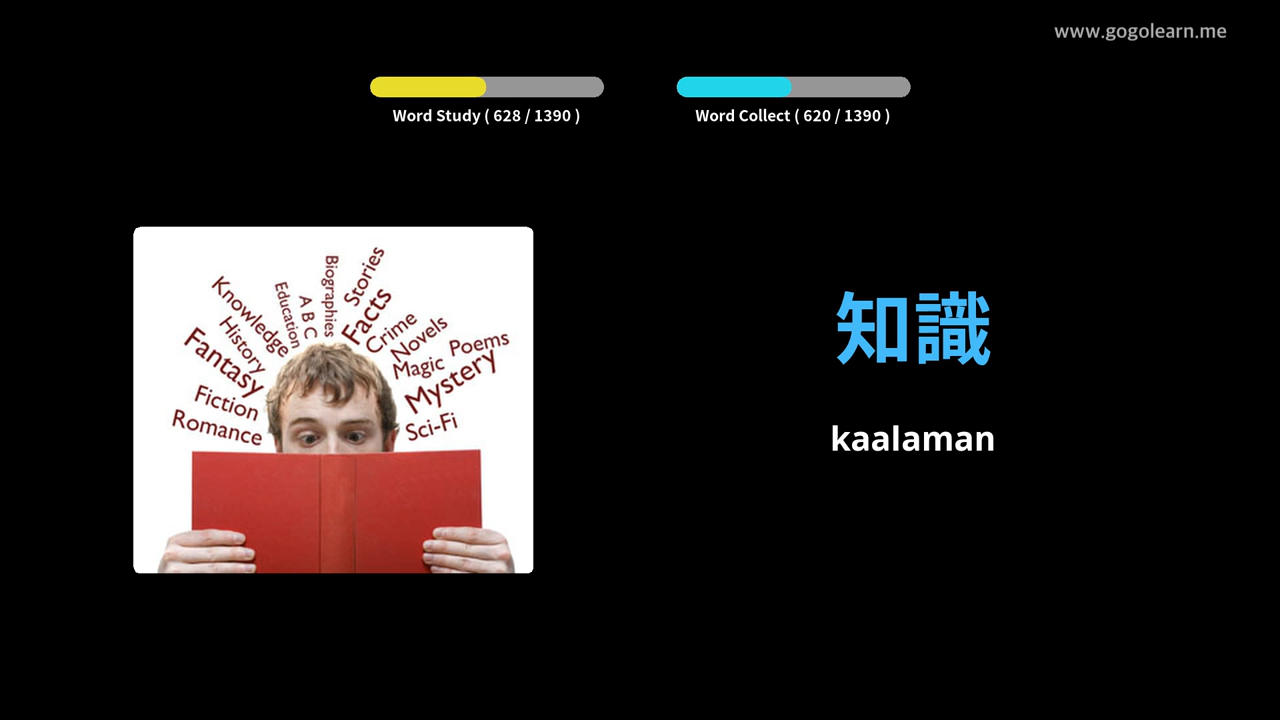 www.gogolearn.me
Word Study ( 628 / 1390 )
Word Collect ( 620 / 1390 )
Knowledge
Education
A B C
Biographies
Stories
Facts
Crime
Novels
Poems
History
Fantasy
Magic
Mystery
Fiction
Romance
Sci-Fi
知識
kaalaman